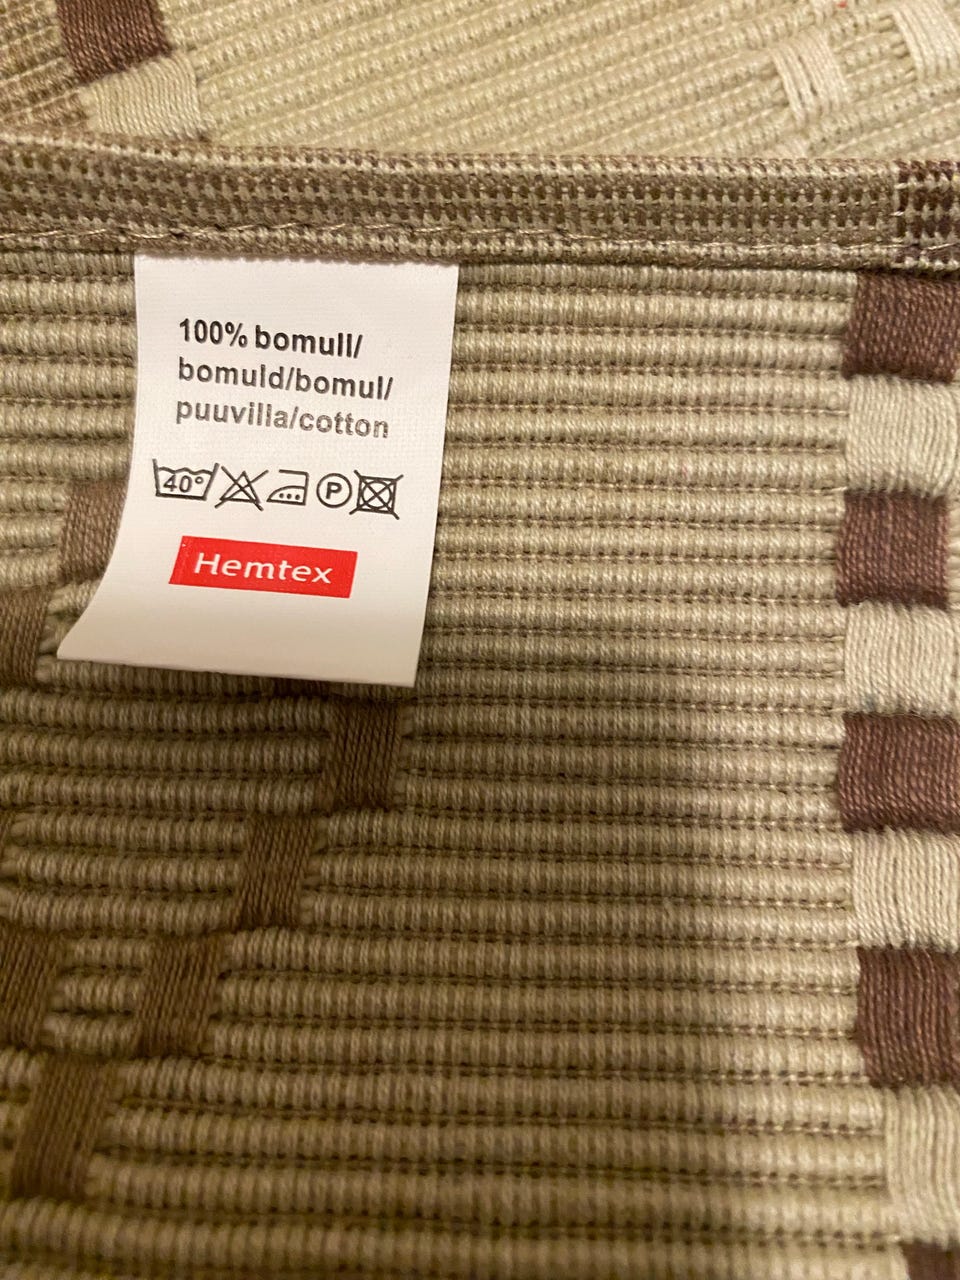 100% bomull/
bomuld/bomul/
puuvilla/cotton
40° P
Hemtex